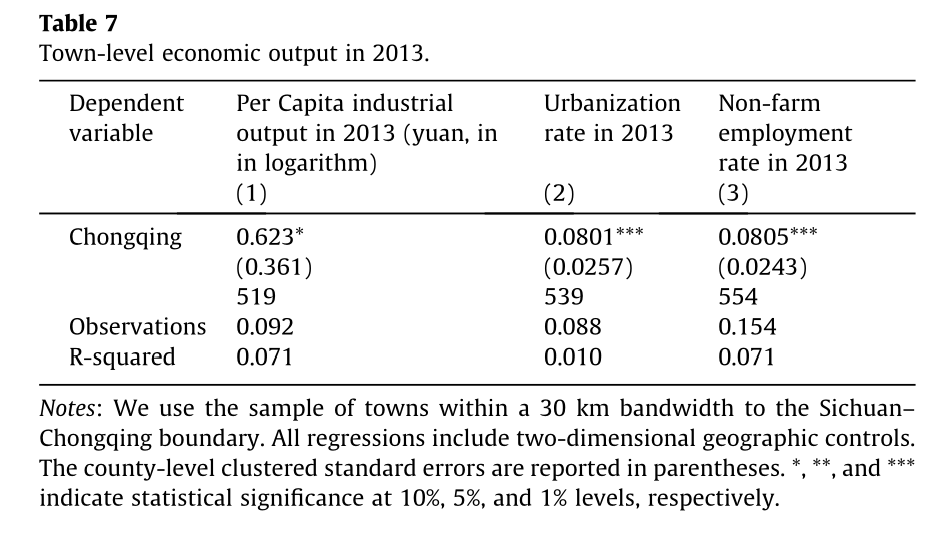 Table 7
Town-level economic output in 2013.
Dependent variable Per Capita industrial output in 2013 (yuan, in in logarithm) Urbanization rate in 2013 Non-farm employment rate in 2013
(1) (2) (3)
Chongqing 0.623* 0.0801*** 0.0805***
(0.361) (0.0257) (0.0243)
519 539 554
Observations 0.092 0.088 0.154
R-squared 0.071 0.010 0.071
Notes: We use the sample of towns within a 30 km bandwidth to the Sichuan–
Chongqing boundary. All regressions include two-dimensional geographic controls.
The county-level clustered standard errors are reported in parentheses. *, **, and ***
indicate statistical significance at 10%, 5%, and 1% levels, respectively.